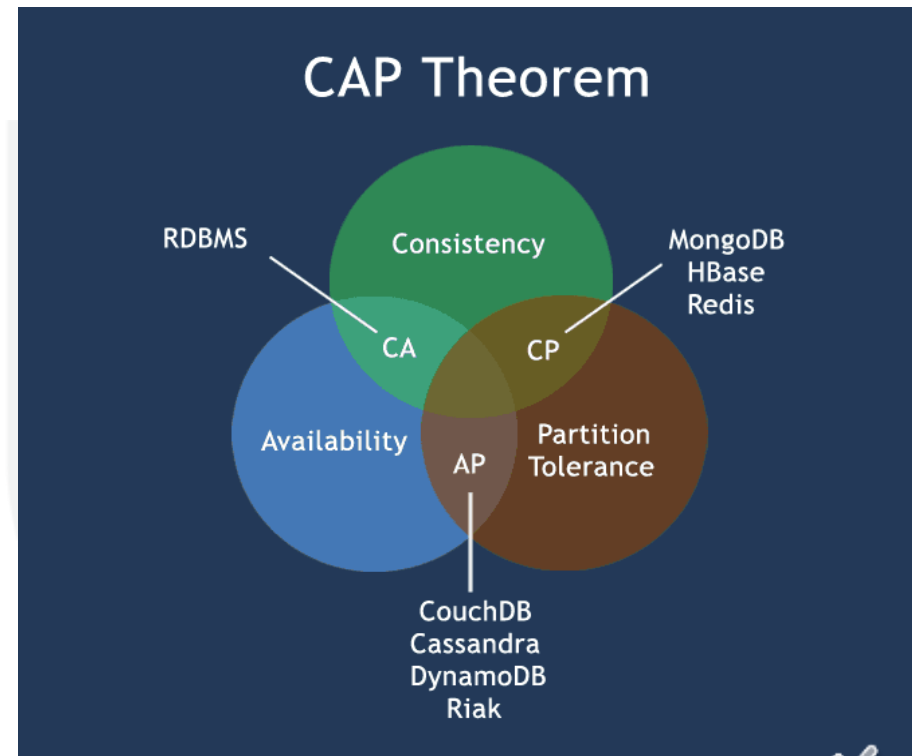 CAP Theorem
RDBMS
Consistency
MongoDB
HBase
Redis
CA
CP
Availability
Partition
Tolerance
AP
CouchDB
Cassandra
DynamoDB
Riak